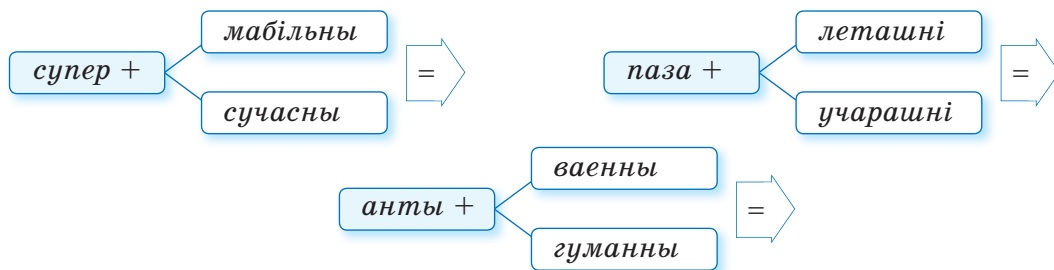 мабільны
супер +
=
сучасны
леташні
паза +
=
учарашні
ваенны
анты +
=
гуманны